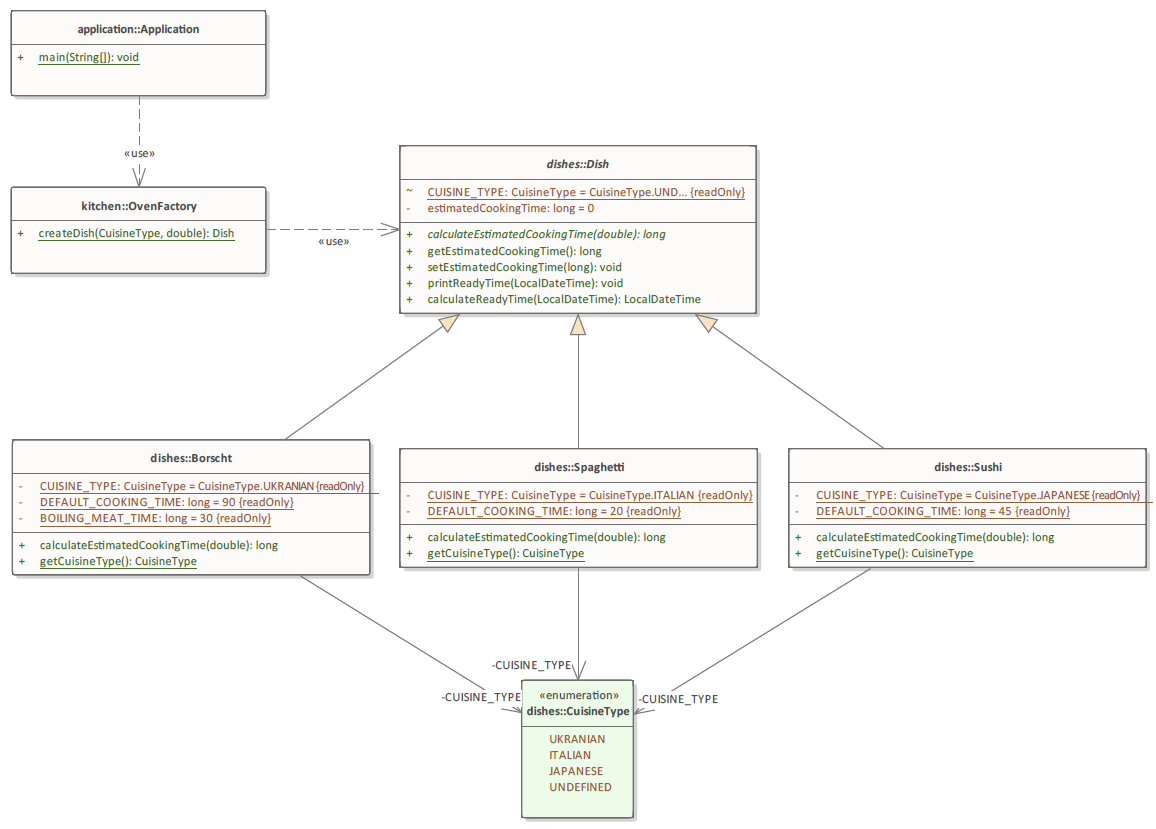 application::Application
+ main(String[]): void
«use»
kitchen::OvenFactory
+ createDish(CuisineType, double): Dish
«use»
dishes::Dish
~ CUISINE_TYPE: CuisineType = CuisineType.UND... {readOnly}
- estimatedCookingTime: long = 0
+ calculateEstimatedCookingTime(double): long
+ getEstimatedCookingTime(): long
+ setEstimatedCookingTime(long): void
+ printReadyTime(LocalDateTime): void
+ calculateReadyTime(LocalDateTime): LocalDateTime
dishes::Borscht
- CUISINE_TYPE: CuisineType = CuisineType.UKRANIAN {readOnly}
- DEFAULT_COOKING_TIME: long = 90 {readOnly}
- BOILING_MEAT_TIME: long = 30 {readOnly}
+ calculateEstimatedCookingTime(double): long
+ getCuisineType(): CuisineType
dishes::Spaghetti
- CUISINE_TYPE: CuisineType = CuisineType.ITALIAN {readOnly}
- DEFAULT_COOKING_TIME: long = 20 {readOnly}
+ calculateEstimatedCookingTime(double): long
+ getCuisineType(): CuisineType
dishes::Sushi
- CUISINE_TYPE: CuisineType = CuisineType.JAPANESE {readOnly}
- DEFAULT_COOKING_TIME: long = 45 {readOnly}
+ calculateEstimatedCookingTime(double): long
+ getCuisineType(): CuisineType
-CUISINE_TYPE
-CUISINE_TYPE
-CUISINE_TYPE
«enumeration»
dishes::CuisineType
UKRANIAN
ITALIAN
JAPANESE
UNDEFINED